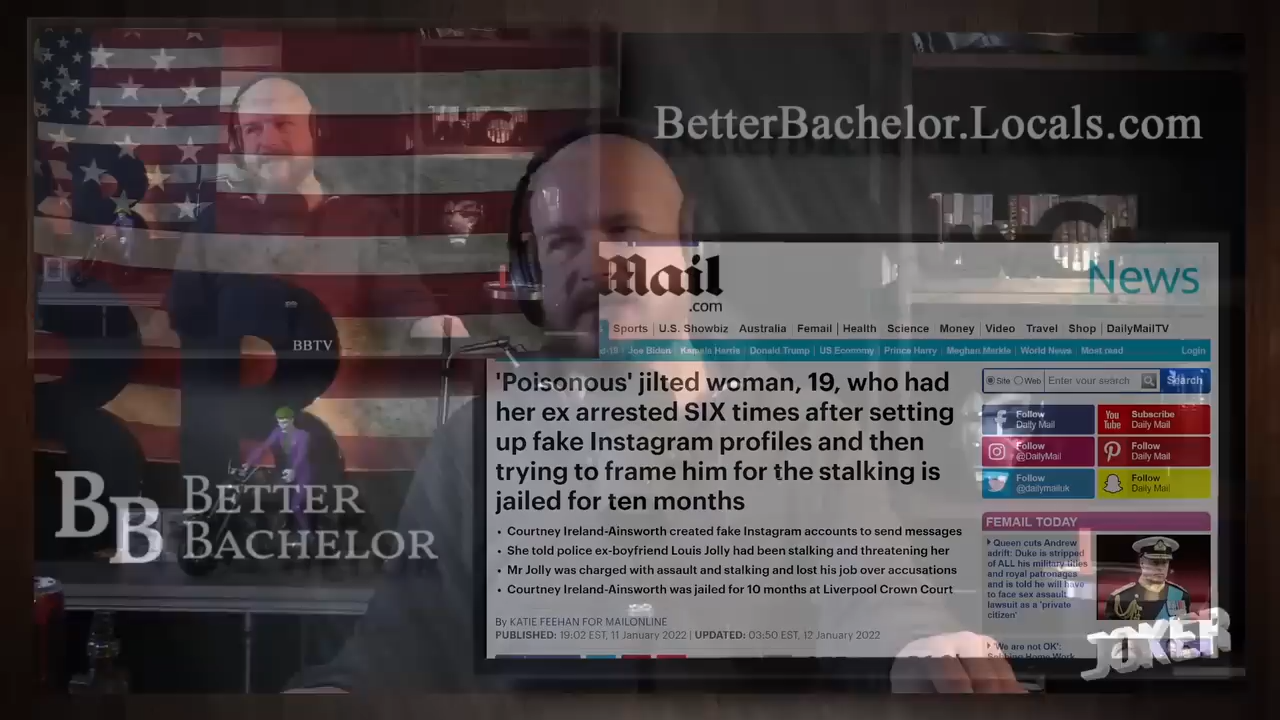 BetterBachelor.Locals.com
Mail
.com
News
Sports | U.S. Showbiz Australia Femail | Health Science Money | Video Travel Shop | DailyMailTV
Joe Biden Kamala Harris Donald Trump US Economy Prince Harry Meghan Markle World News Most read Login
BBTV
'Poisonous' jilted woman, 19, who had
her ex arrested SIX times after setting
up fake Instagram profiles and then
trying to frame him for the stalking is
jailed for ten months
• Courtney Ireland-Ainsworth created fake Instagram accounts to send messages
• She told police ex-boyfriend Louis Jolly had been stalking and threatening her
• Mr Jolly was charged with assault and stalking and lost his job over accusations
• Courtney Ireland-Ainsworth was jailed for 10 months at Liverpool Crown Court
By KATIE FEEHAN FOR MAILONLINE
PUBLISHED: 19:02 EST, 11 January 2022 | UPDATED: 03:50 EST, 12 January 2022
Site Web Enter your search Search
Follow
Daily Mail
You
Tube
Subscribe
Daily Mail
Follow
@DailyMail
Follow
Daily Mail
Follow
@dailymailuk
Follow
Daily Mail
FEMAIL TODAY
Queen cuts Andrew
adrift: Duke is stripped
of ALL his military titles
and royal patronages
and is told he will have
to face sex assault
lawsuit as a 'private
citizen'
'We are not OK':
BB
BETTER
BACHELOR
JOKER